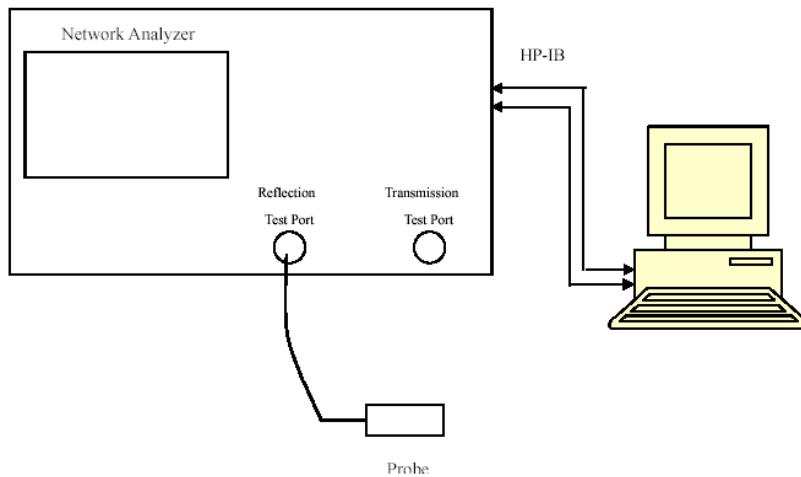 Network Analyzer
HP-IB
Reflection
Test Port
Transmission
Test Port
Probe